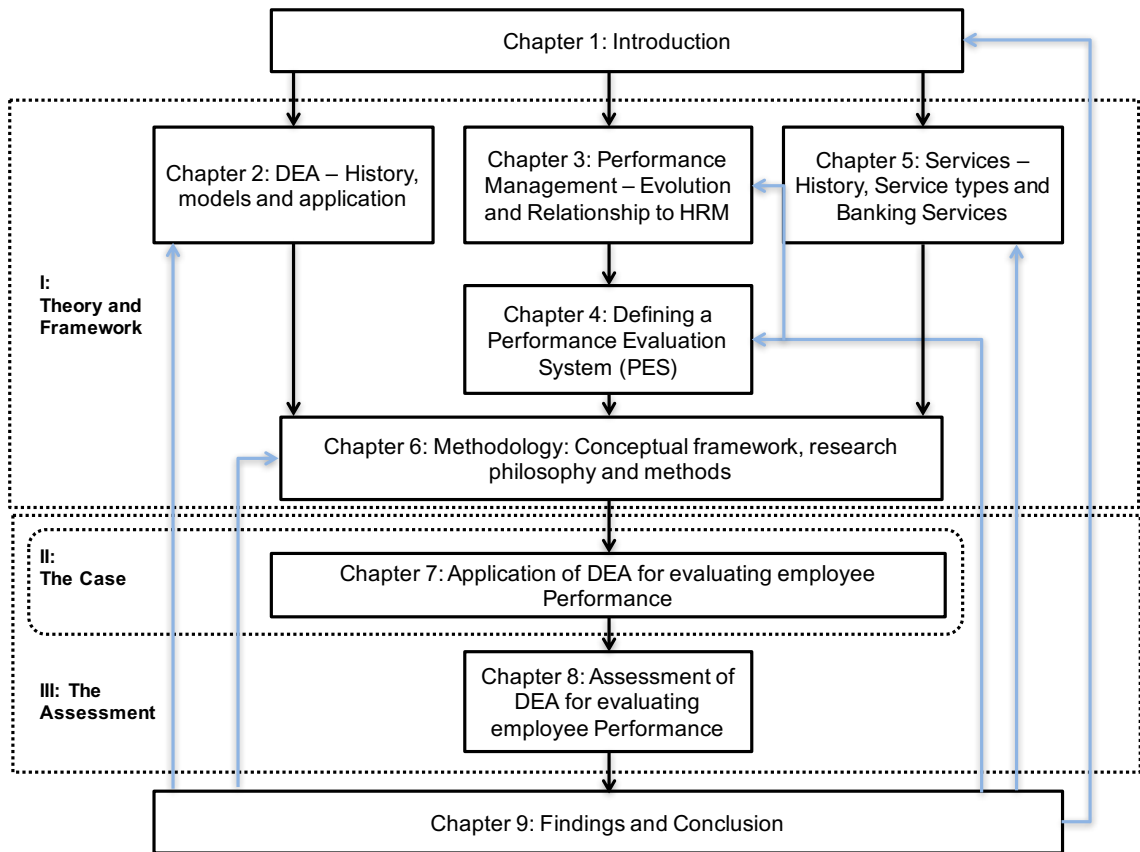 Chapter 1: Introduction
Chapter 2: DEA – History,
models and application
Chapter 3: Performance
Management – Evolution
and Relationship to HRM
Chapter 5: Services –
History, Service types and
Banking Services
I:
Theory and
Framework
Chapter 4: Defining a
Performance Evaluation
System (PES)
Chapter 6: Methodology: Conceptual framework, research
philosophy and methods
II:
The Case
Chapter 7: Application of DEA for evaluating employee
Performance
III: The
Assessment
Chapter 8: Assessment of
DEA for evaluating
employee Performance
Chapter 9: Findings and Conclusion